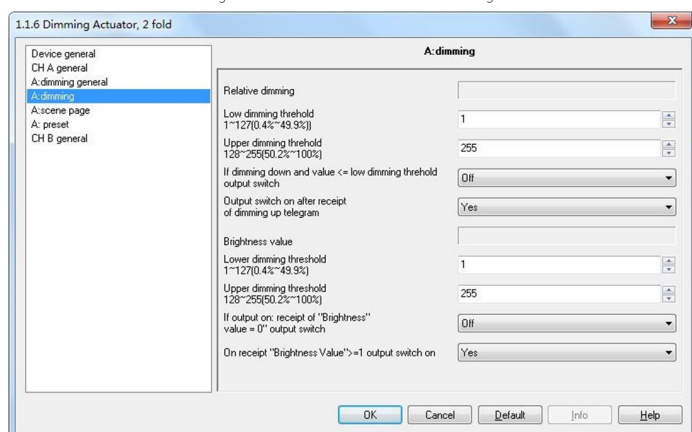 1.1.6 Dimming Actuator, 2 fold
Device general
CH A general
A:dimming general
A:dimming
A:scene page
A: preset
CH B general
A:dimming
Relative dimming
Low dimming threhold
1~127(0.4%~49.9%))
1
Upper dimming threhold
128~255(50.2%~100%)
255
If dimming down and value <= low dimming threhold
output switch
Off
Output switch on after receipt
of dimming up telegram
Yes
Brightness value
Lower dimming threshold
1~127(0.4%~49.9%)
1
Upper dimming threshold
128~255(50.2%~100%)
255
If output on: receipt of "Brightness"
value = 0" output switch
Off
On receipt "Brightness Value">=1 output switch on
Yes
OK
Cancel
Default
Info
Help